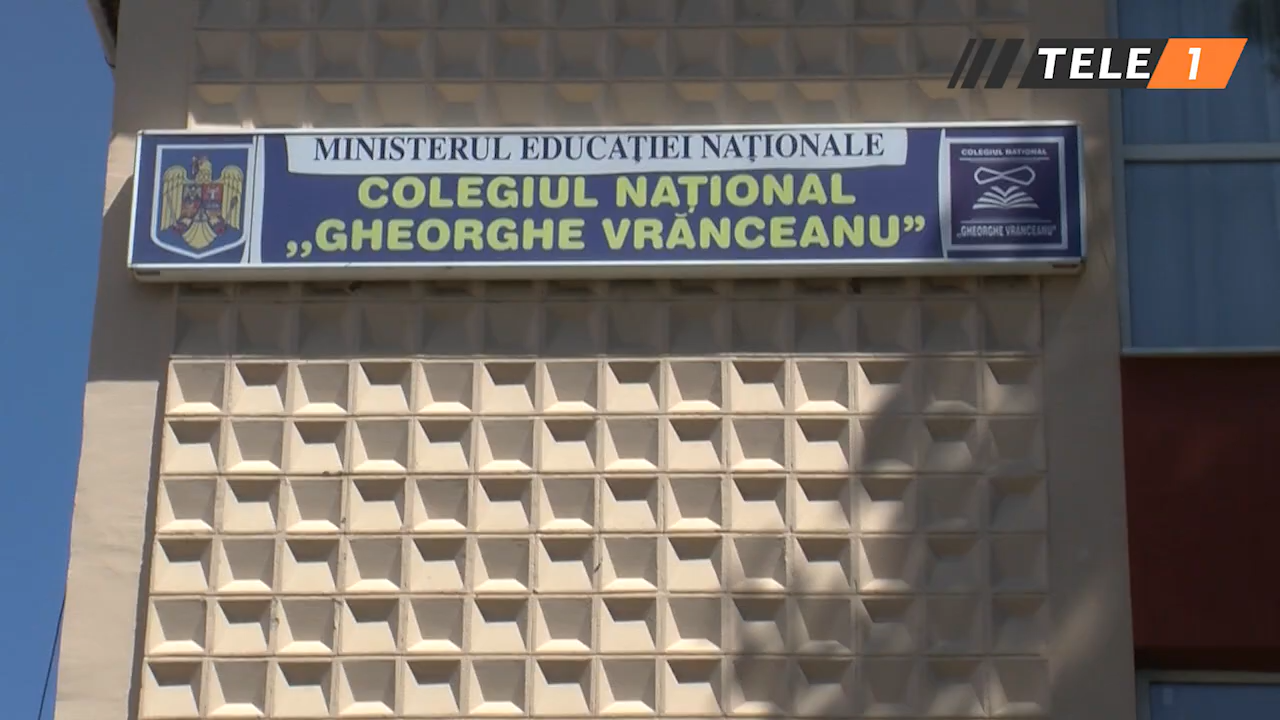 TELE 1
MINISTERUL EDUCAȚIEI NAȚIONALE
COLEGIUL NAȚIONAL
„GHEORGHE VRĂNCEANU”
COLEGIUL NAȚIONAL
„GHEORGHE VRANCEANU”